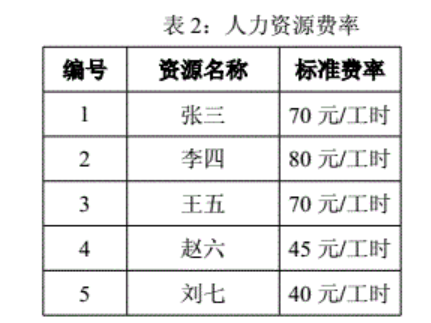 表 2：人力资源费率
编号 资源名称 标准费率
1 张三 70 元/工时
2 李四 80 元/工时
3 王五 70 元/工时
4 赵六 45 元/工时
5 刘七 40 元/工时